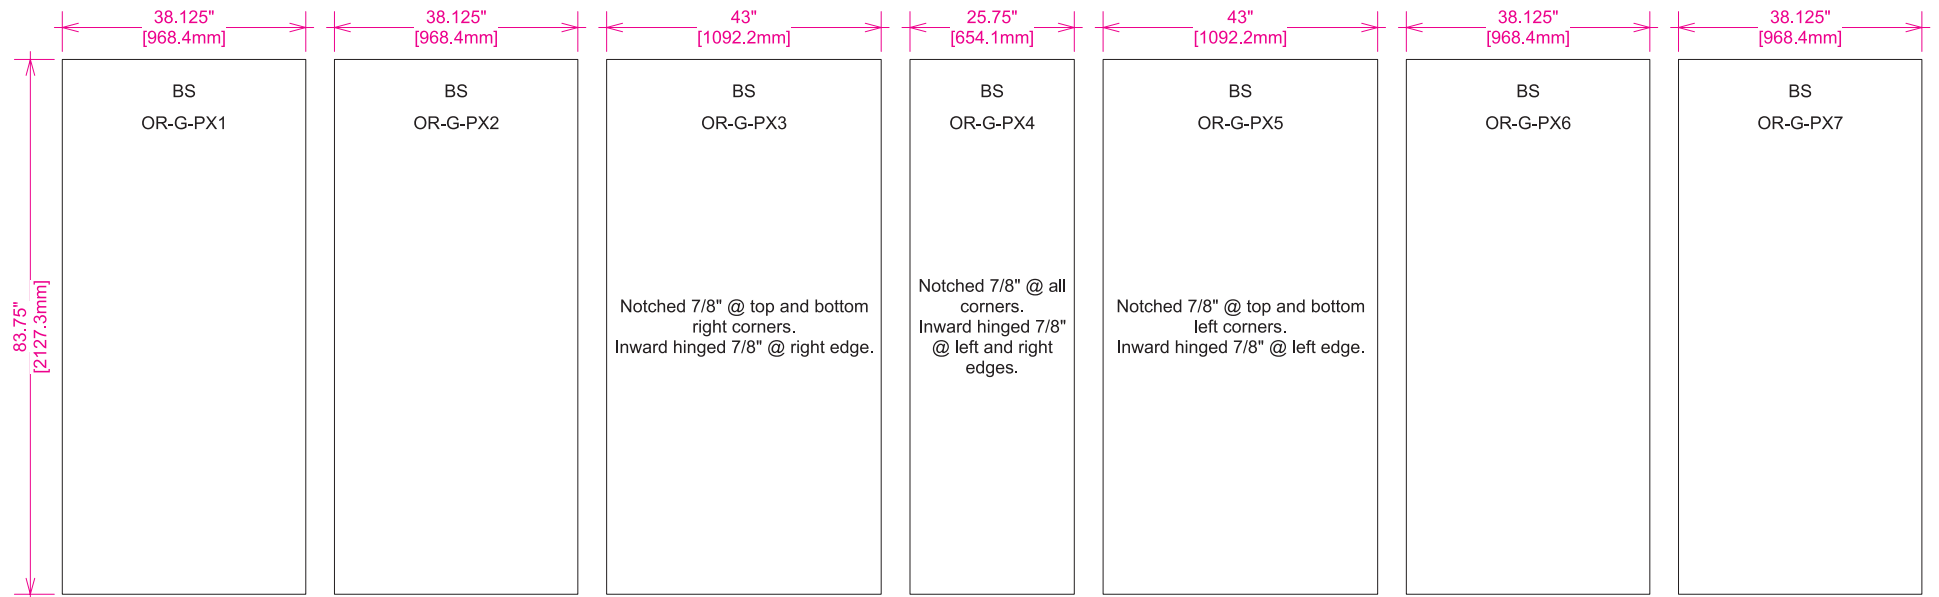 38.125"
[968.4mm]
38.125"
[968.4mm]
43"
[1092.2mm]
25.75"
[654.1mm]
43"
[1092.2mm]
38.125"
[968.4mm]
38.125"
[968.4mm]
83.75"
[2127.3mm]
BS
OR-G-PX1
BS
OR-G-PX2
BS
OR-G-PX3
Notched 7/8" @ top and bottom
right corners.
Inward hinged 7/8" @ right edge.
BS
OR-G-PX4
Notched 7/8" @ all
corners.
Inward hinged 7/8"
@ left and right
edges.
BS
OR-G-PX5
Notched 7/8" @ top and bottom
left corners.
Inward hinged 7/8" @ left edge.
BS
OR-G-PX6
BS
OR-G-PX7